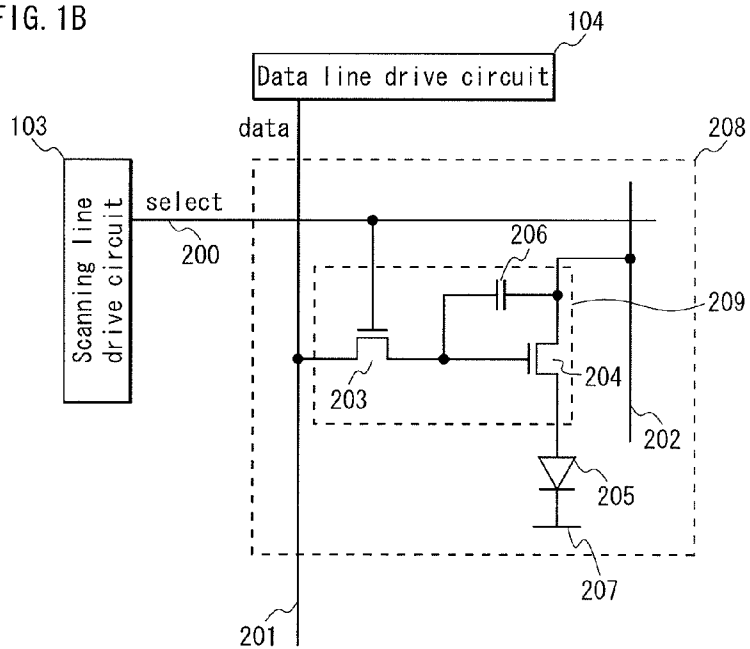 FIG. 1B
104
Data line drive circuit
103
data
208
select
200
Scanning line
drive circuit
206
209
203
204
202
205
207
201